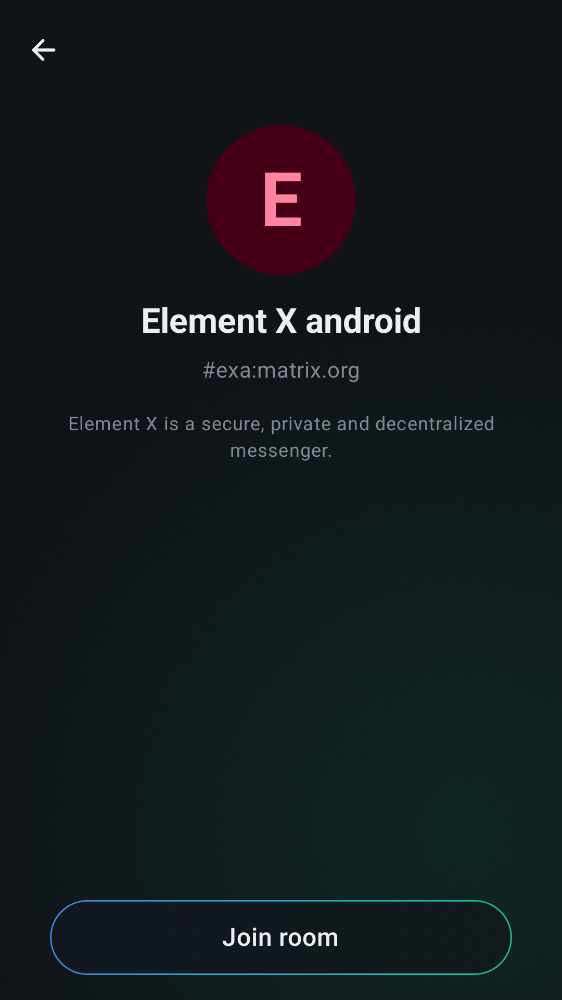 E
Element X android
#exa:matrix.org
Element X is a secure, private and decentralized
messenger.
Join room